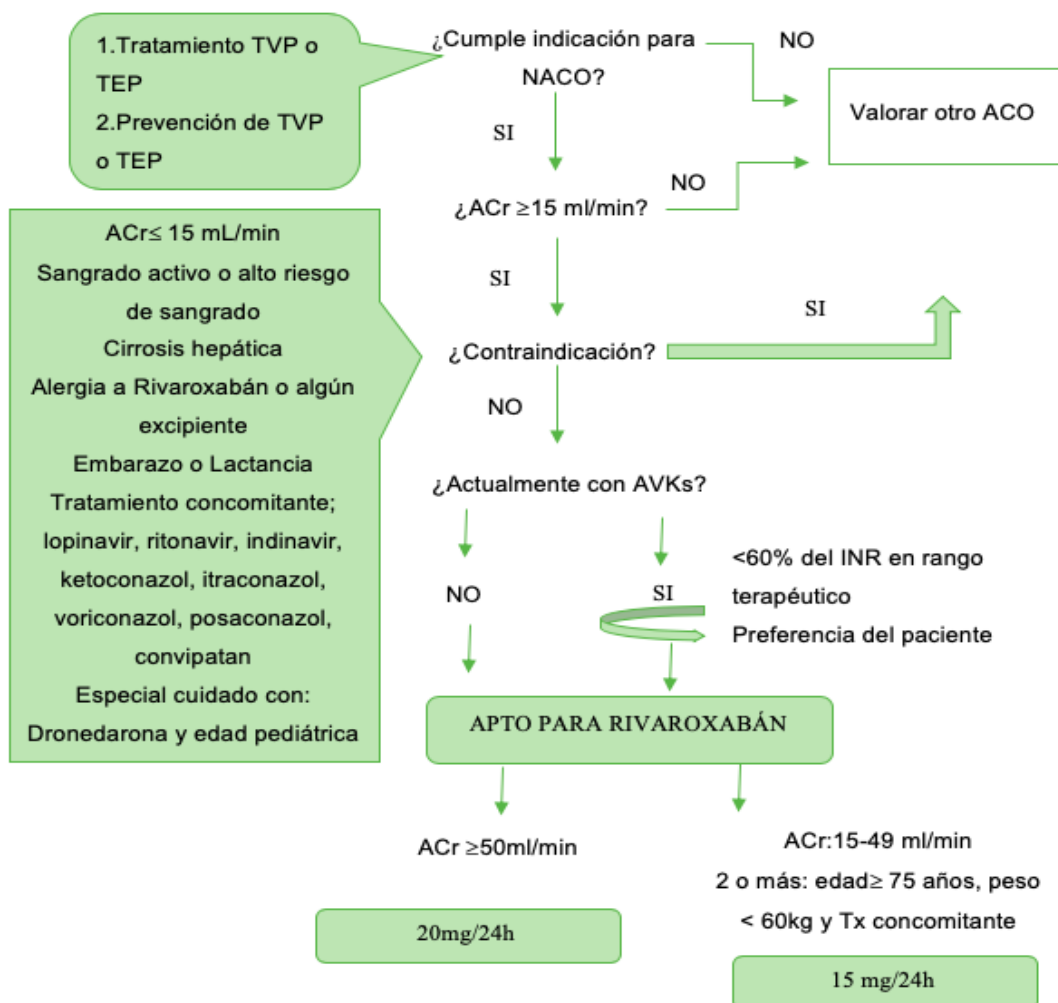 1.Tratamiento TVP o
TEP
2.Prevención de TVP
o TEP
¿Cumple indicación para
NACO?
NO
Valorar otro ACO
SI
¿ACr ≥15 ml/min?
NO
ACr≤ 15 mL/min
Sangrado activo o alto riesgo
de sangrado
Cirrosis hepática
Alergia a Rivaroxabán o algún
excipiente
Embarazo o Lactancia
Tratamiento concomitante;
lopinavir, ritonavir, indinavir,
ketoconazol, itraconazol,
voriconazol, posaconazol,
convipatan
Especial cuidado con:
Dronedarona y edad pediátrica
SI
SI
¿Contraindicación?
NO
¿Actualmente con AVKs?
NO
SI
<60% del INR en rango
terapéutico
Preferencia del paciente
APTO PARA RIVAROXABÁN
ACr ≥50ml/min
20mg/24h
ACr:15-49 ml/min
2 o más: edad≥ 75 años, peso
< 60kg y Tx concomitante
15 mg/24h